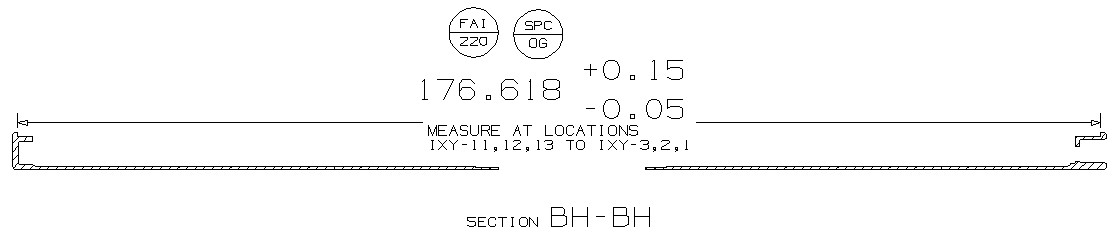 FAI
220
SPC
OG
176.618 +0.15
-0.05
MEASURE AT LOCATIONS
IXY-11,12,13 TO IXY-3,2,1
SECTION BH-BH